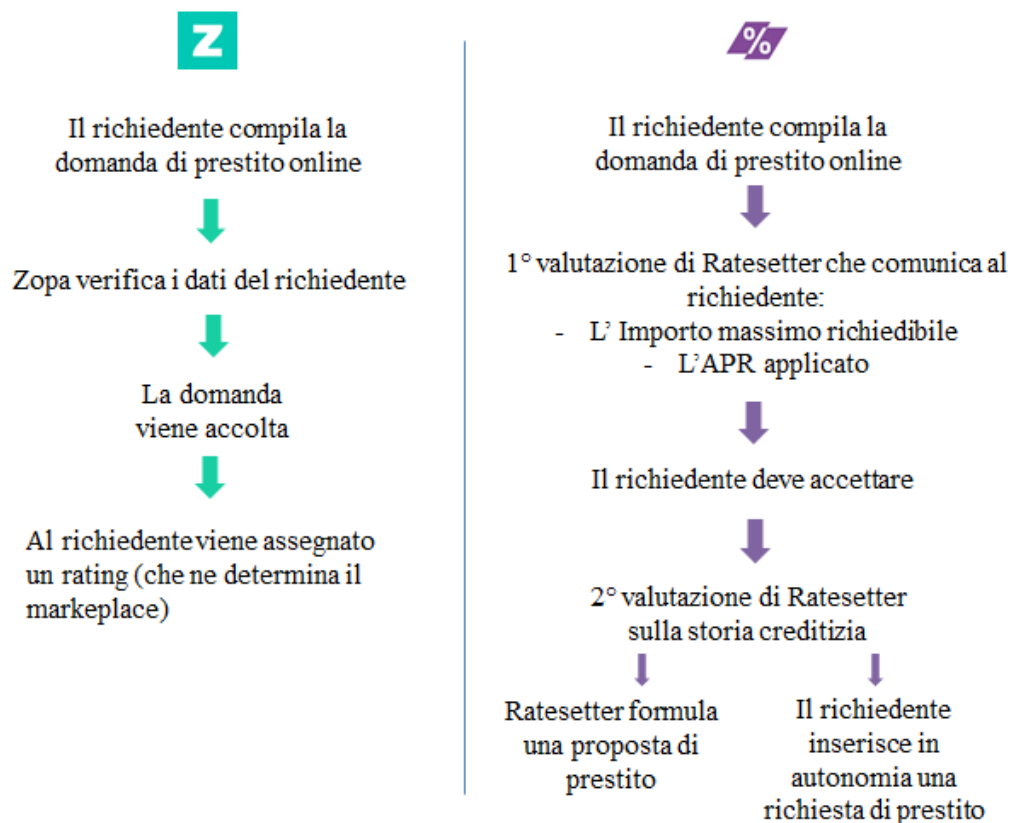 Z
Il richiedente compila la
domanda di prestito online
Zopa verifica i dati del richiedente
La domanda
viene accolta
Al richiedente viene assegnato
un rating (che ne determina il
markeplace)
%
Il richiedente compila la
domanda di prestito online
1° valutazione di Ratesetter che comunica al
richiedente:
- L' Importo massimo richiedibile
- L'APR applicato
Il richiedente deve accettare
2° valutazione di Ratesetter
sulla storia creditizia
Ratesetter formula
una proposta di
prestito
Il richiedente
inserisce in
autonomia una
richiesta di prestito